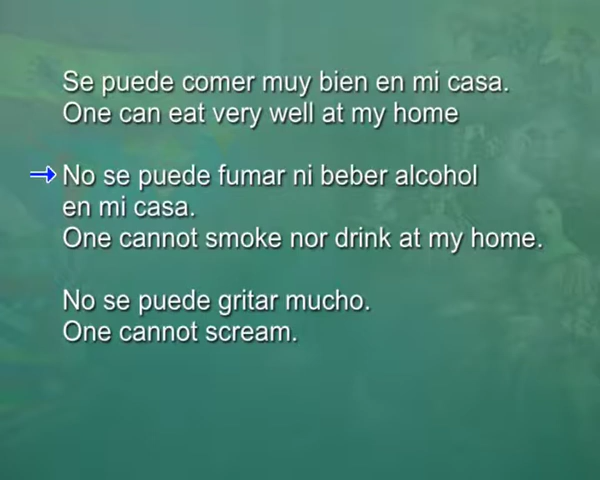 Se puede comer muy bien en mi casa.
One can eat very well at my home
No se puede fumar ni beber alcohol
en mi casa.
One cannot smoke nor drink at my home.
No se puede gritar mucho.
One cannot scream.